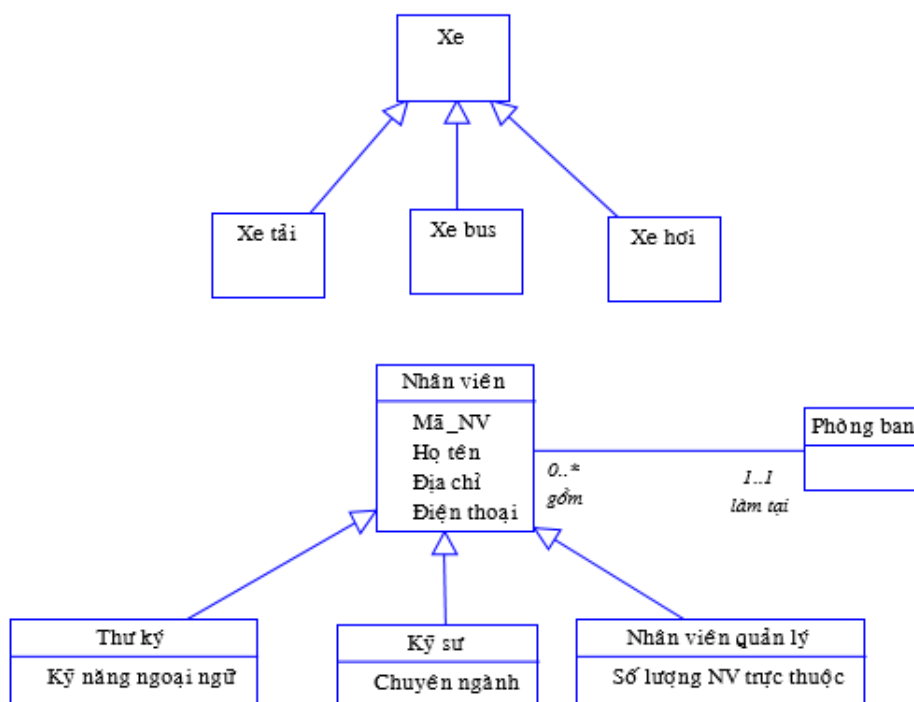 Xe
Xe tải
Xe bus
Xe hơi
Nhân viên
Mã_NV
Họ tên
Địa chỉ
Điện thoại
0..*
gồm
1..1
làm tại
Phòng ban
Thư ký
Kỹ năng ngoại ngữ
Kỹ sư
Chuyên ngành
Nhân viên quản lý
Số lượng NV trực thuộc